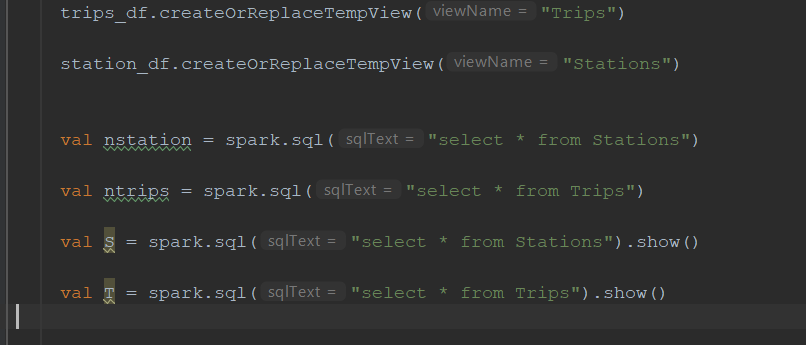 trips_df.createOrReplaceTempView( viewName = "Trips")
station_df.createOrReplaceTempView( viewName = "Stations")
val nstation = spark.sql( sqlText = "select * from Stations")
val ntrips = spark.sql( sqlText = "select * from Trips")
val S = spark.sql( sqlText = "select * from Stations").show()
val T = spark.sql( sqlText = "select * from Trips").show()